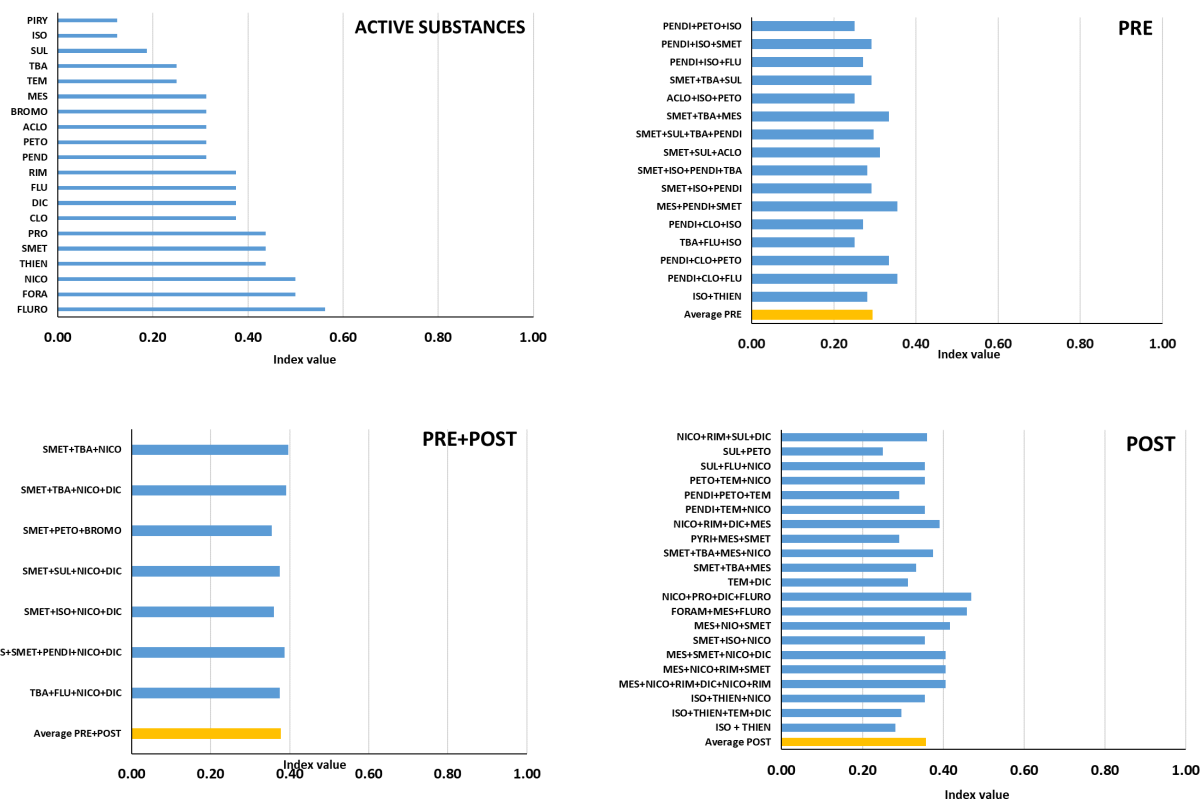 ACTIVE SUBSTANCES
PIRY
ISO
SUL
TBA
TEM
MES
BROMO
ACLO
PETO
PEND
RIM
FLU
DIC
CLO
PRO
SMET
THIEN
NICO
FORA
FLURO
0.00 0.20 0.40 0.60 0.80 1.00
Index value
PRE
PENDI+PETO+ISO
PENDI+ISO+SMET
PENDI+ISO+FLU
SMET+TBA+SUL
ACLO+ISO+PETO
SMET+TBA+MES
SMET+SUL+TBA+PENDI
SMET+SUL+ACLO
SMET+ISO+PENDI+TBA
SMET+ISO+PENDI
MES+PENDI+SMET
PENDI+CLO+ISO
TBA+FLU+ISO
PENDI+CLO+PETO
PENDI+CLO+FLU
ISO+THIEN
Average PRE
0.00 0.20 0.40 0.60 0.80 1.00
Index value
PRE+POST
SMET+TBA+NICO
SMET+TBA+NICO+DIC
SMET+PETO+BROMO
SMET+SUL+NICO+DIC
SMET+ISO+NICO+DIC
S+SMET+PENDI+NICO+DIC
TBA+FLU+NICO+DIC
Average PRE+POST
Index value
0.00 0.20 0.40 0.60 0.80 1.00
POST
NICO+RIM+SUL+DIC
SUL+PETO
SUL+FLU+NICO
PETO+TEM+NICO
PENDI+PETO+TEM
PENDI+TEM+NICO
NICO+RIM+DIC+MES
PYRI+MES+SMET
SMET+TBA+MES+NICO
SMET+TBA+MES
TEM+DIC
NICO+PRO+DIC+FLURO
FORAM+MES+FLURO
MES+NIO+SMET
SMET+ISO+NICO
MES+SMET+NICO+DIC
MES+NICO+RIM+SMET
MES+NICO+RIM+DIC+NICO+RIM
ISO+THIEN+NICO
ISO+THIEN+TEM+DIC
ISO + THIEN
Average POST
0.00 0.20 0.40 0.60 0.80 1.00
Index value